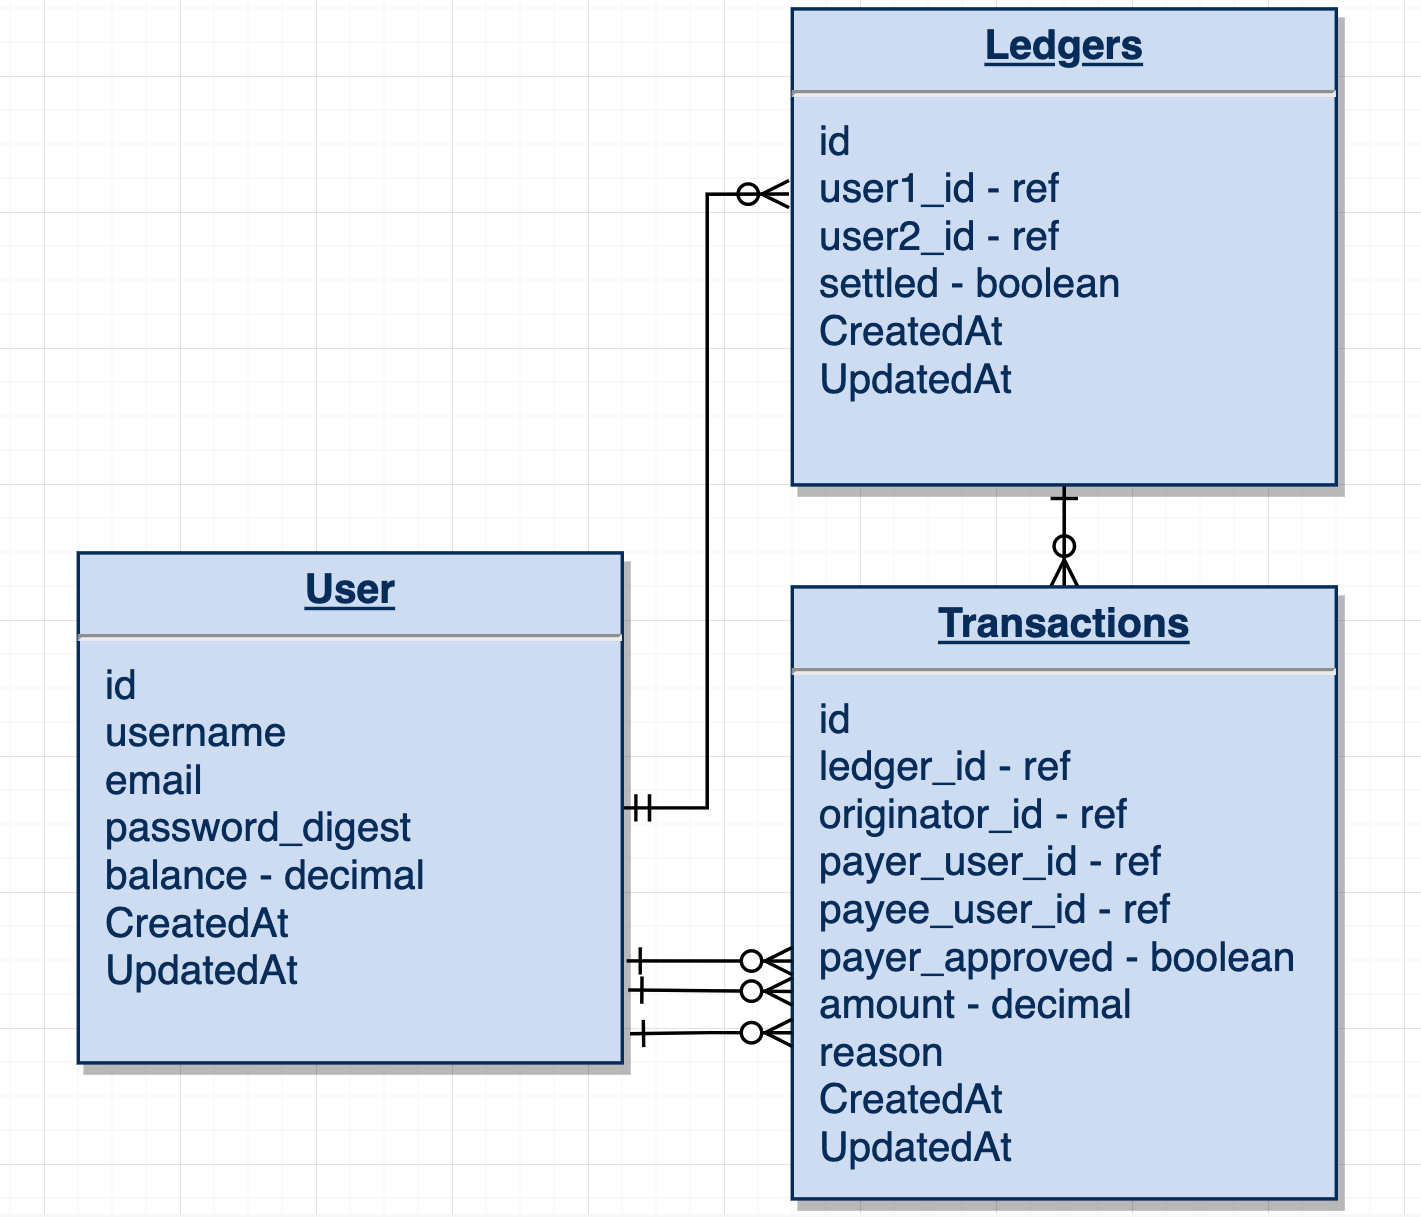 Ledgers
id
user1_id - ref
user2_id - ref
settled - boolean
CreatedAt
UpdatedAt
User
id
username
email
password_digest
balance - decimal
CreatedAt
UpdatedAt
Transactions
id
ledger_id - ref
originator_id - ref
payer_user_id - ref
payee_user_id - ref
payer_approved - boolean
amount - decimal
reason
CreatedAt
UpdatedAt